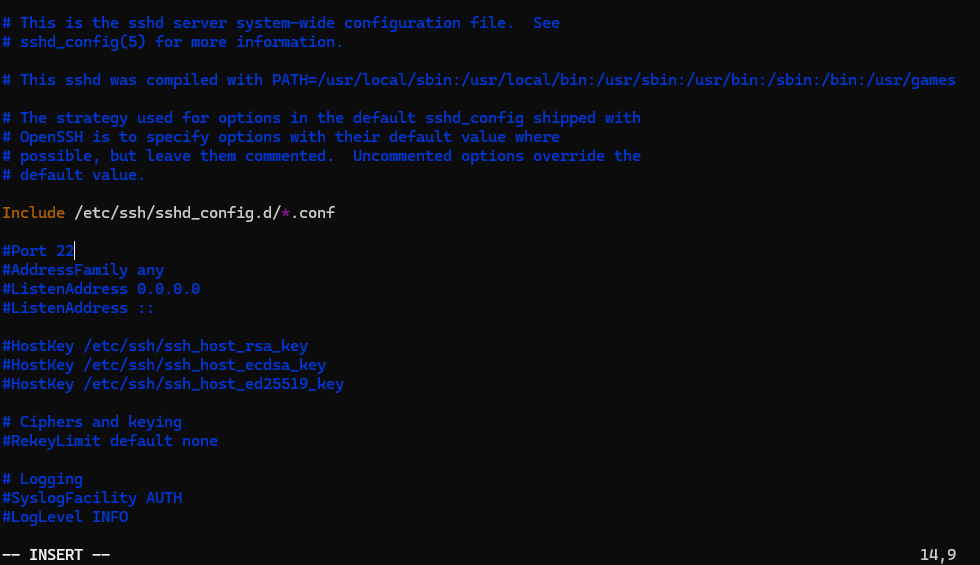 # This is the sshd server system-wide configuration file.  See
# sshd_config(5) for more information.

# This sshd was compiled with PATH=/usr/local/sbin:/usr/local/bin:/usr/sbin:/usr/bin:/sbin:/bin:/usr/games

# The strategy used for options in the default sshd_config shipped with
# OpenSSH is to specify options with their default value where
# possible, but leave them commented.  Uncommented options override the
# default value.

Include /etc/ssh/sshd_config.d/*.conf

#Port 22
#AddressFamily any
#ListenAddress 0.0.0.0
#ListenAddress ::

#HostKey /etc/ssh/ssh_host_rsa_key
#HostKey /etc/ssh/ssh_host_ecdsa_key
#HostKey /etc/ssh/ssh_host_ed25519_key

# Ciphers and keying
#RekeyLimit default none

# Logging
#SyslogFacility AUTH
#LogLevel INFO

-- INSERT --                                                                                          14,9